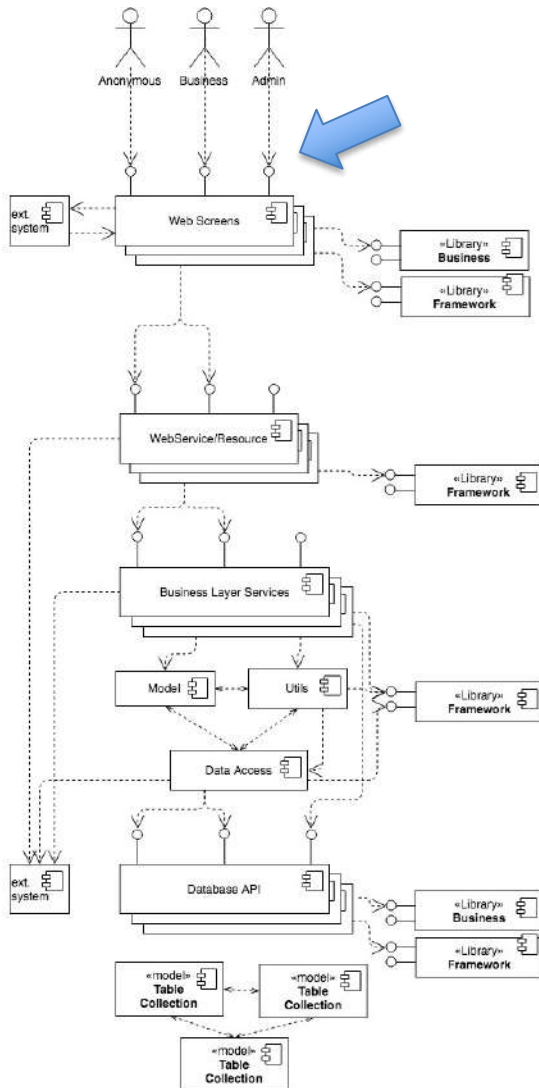 Anonymous Business Admin
ext.
system
Web Screens
«Library»
Business
«Library»
Framework
WebService/Resource
«Library»
Framework
Business Layer Services
Model
Utils
«Library»
Framework
Data Access
ext.
system
Database API
«Library»
Business
«Library»
Framework
«model»
Table
Collection
«model»
Table
Collection
«model»
Table
Collection